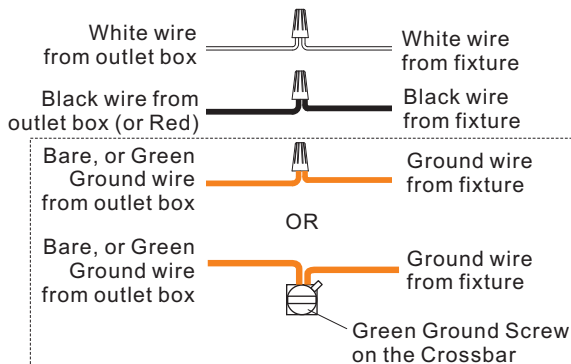 White wire
from outlet box
White wire
from fixture
Black wire from
outlet box (or Red)
Black wire
from fixture
Bare, or Green
Ground wire
from outlet box
Ground wire
from fixture
OR
Bare, or Green
Ground wire
from outlet box
Ground wire
from fixture
Green Ground Screw
on the Crossbar